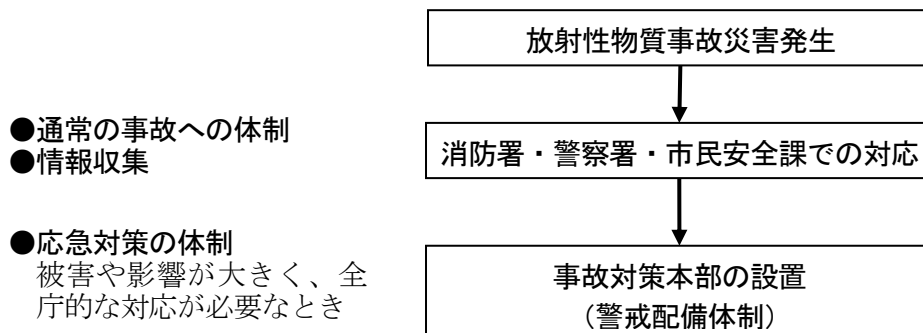 放射性物質事故災害発生
●通常の事故への体制
●情報収集
消防署・警察署・市民安全課での対応
●応急対策の体制
被害や影響が大きく、全
庁的な対応が必要なとき
事故対策本部の設置
（警戒配備体制）